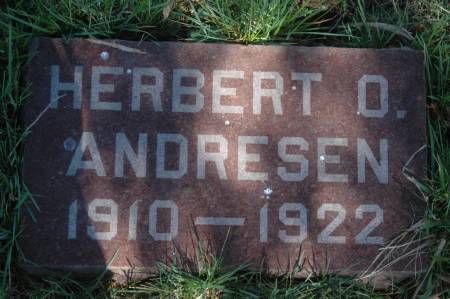 HERBERT O.
ANDRESEN
1910 — 1922